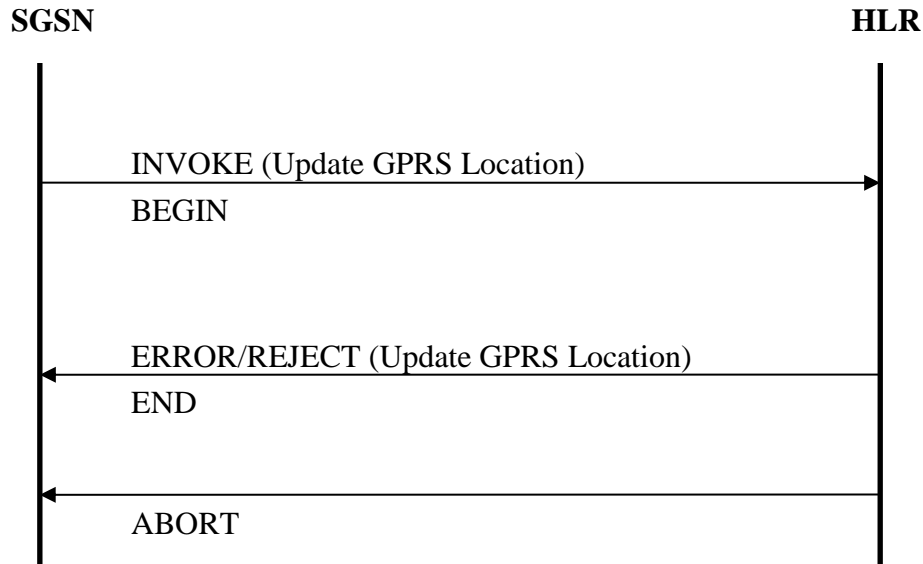 SGSN HLR
INVOKE (Update GPRS Location)
BEGIN
ERROR/REJECT (Update GPRS Location)
END
ABORT